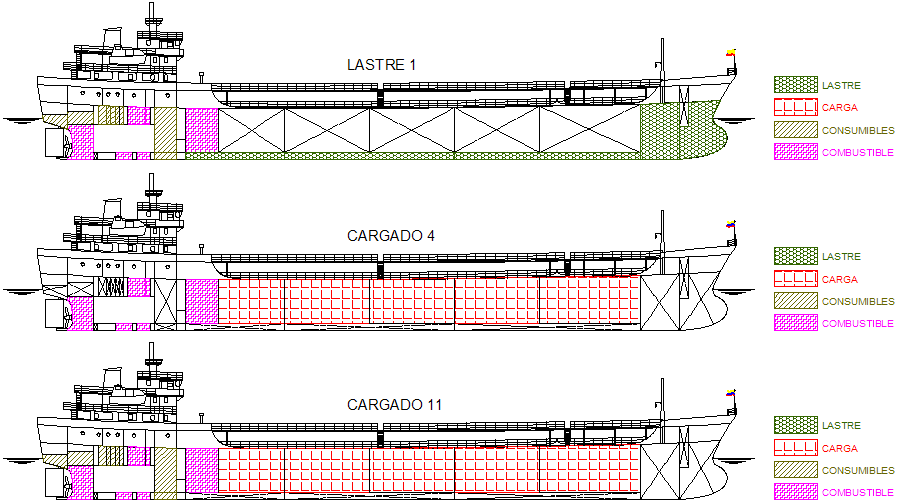 LASTRE 1
LASTRE
CARGA
CONSUMIBLES
COMBUSTIBLE
CARGADO 4
LASTRE
CARGA
CONSUMIBLES
COMBUSTIBLE
CARGADO 11
LASTRE
CARGA
CONSUMIBLES
COMBUSTIBLE